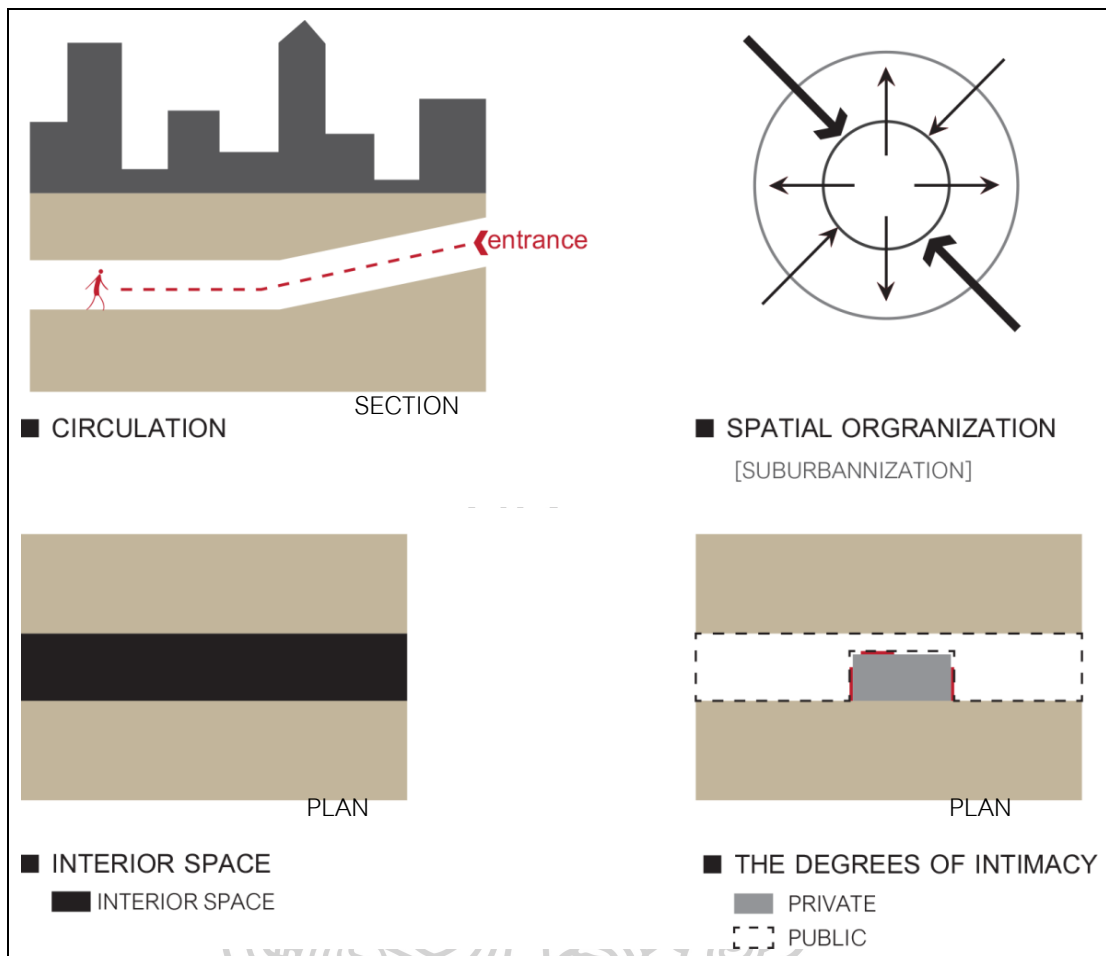 entrance
SECTION
CIRCULATION
SPATIAL ORGRANIZATION
[SUBURBANNIZATION]
PLAN
INTERIOR SPACE
INTERIOR SPACE
PLAN
THE DEGREES OF INTIMACY
PRIVATE
PUBLIC